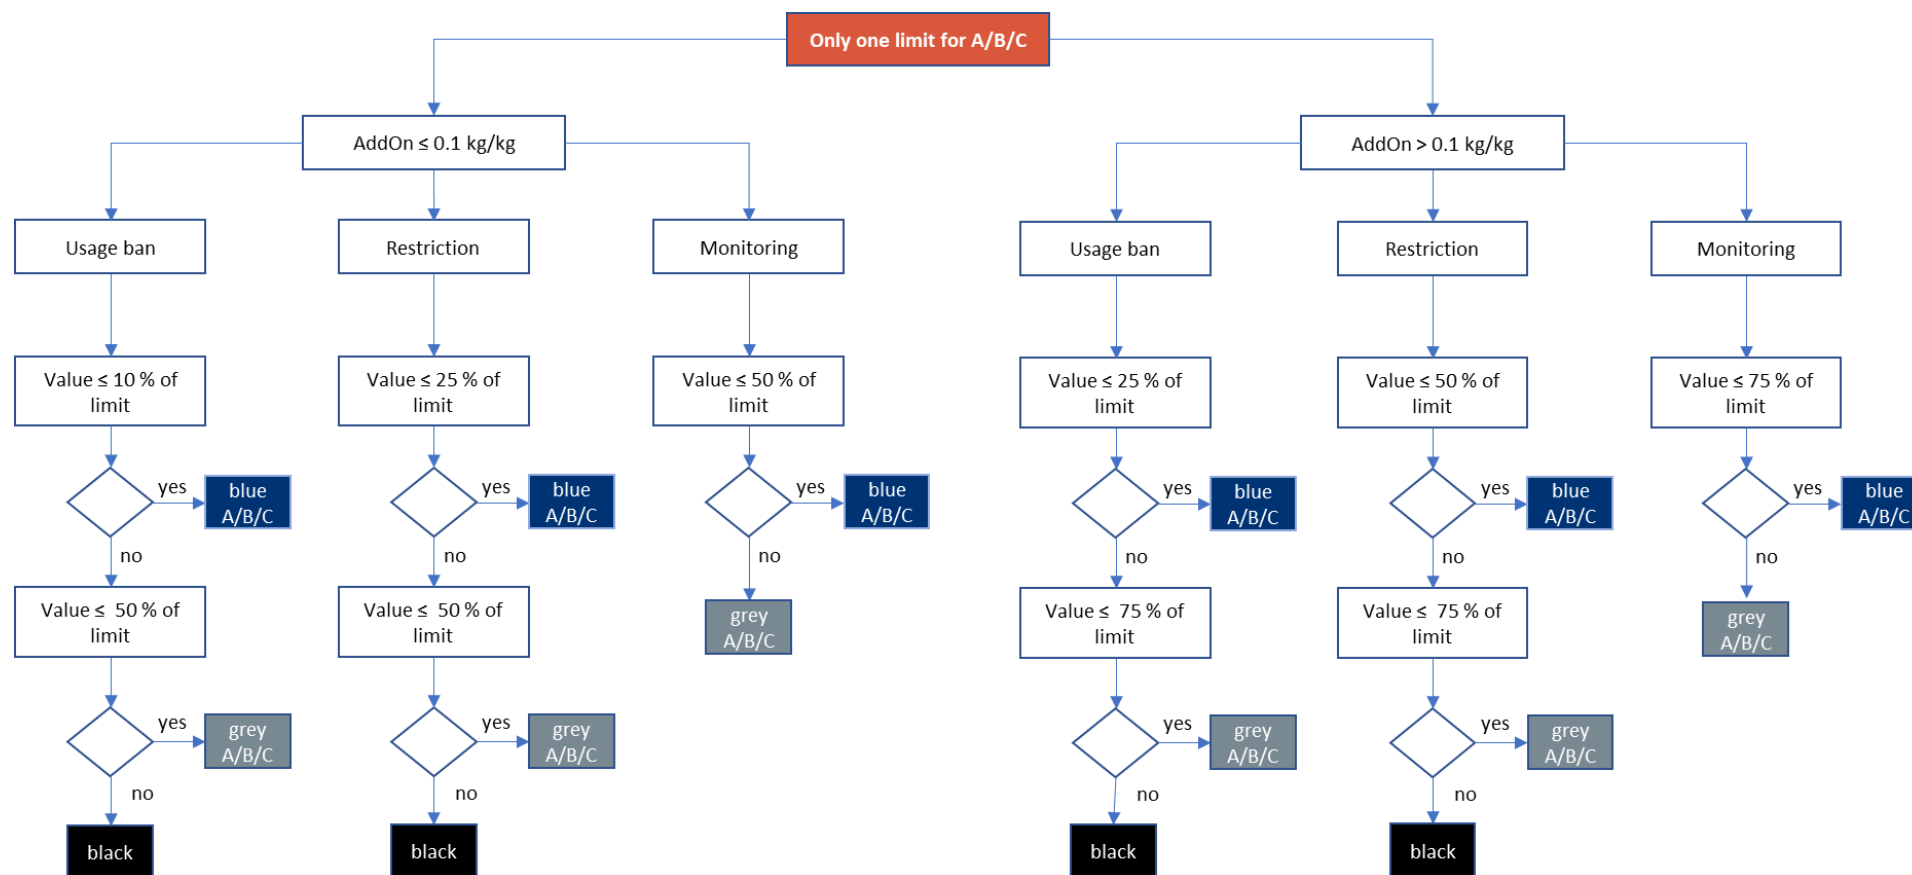 Only one limit for A/B/C
AddOn ≤ 0.1 kg/kg
AddOn > 0.1 kg/kg
Usage ban
Restriction
Monitoring
Usage ban
Restriction
Monitoring
Value ≤ 10 % of
limit
Value ≤ 25 % of
limit
Value ≤ 50 % of
limit
Value ≤ 25 % of
limit
Value ≤ 50 % of
limit
Value ≤ 75 % of
limit
yes
blue
A/B/C
yes
blue
A/B/C
yes
blue
A/B/C
yes
blue
A/B/C
yes
blue
A/B/C
yes
blue
A/B/C
no
no
no
no
no
no
Value ≤ 50 % of
limit
Value ≤ 50 % of
limit
grey
A/B/C
Value ≤ 75 % of
limit
Value ≤ 75 % of
limit
grey
A/B/C
yes
grey
A/B/C
yes
grey
A/B/C
yes
grey
A/B/C
yes
grey
A/B/C
no
no
no
no
black
black
black
black